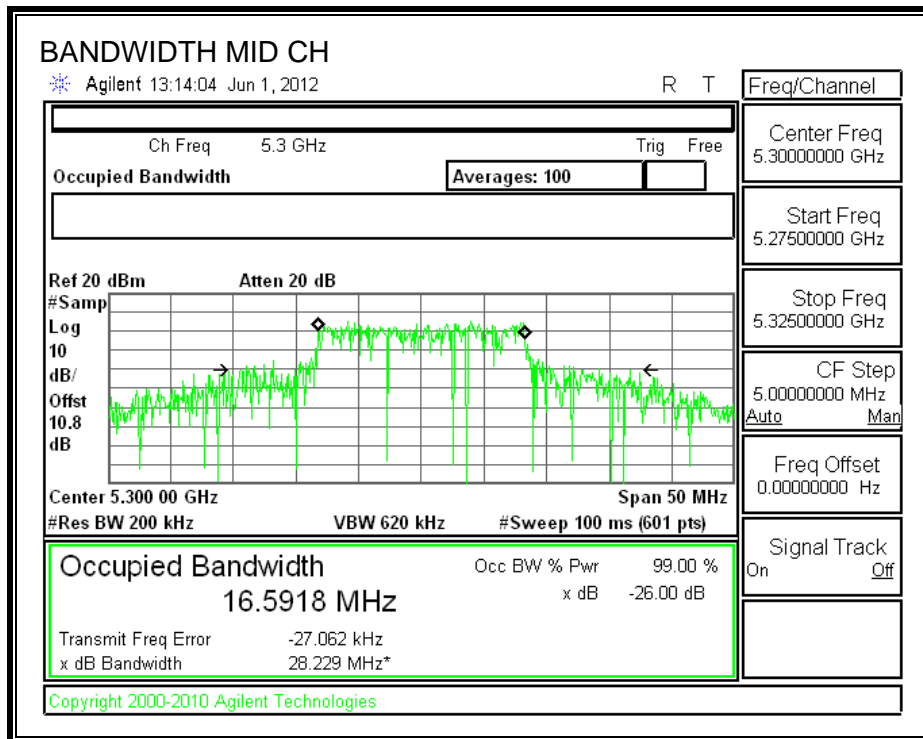 BANDWIDTH MID CH
Agilent 13:14:04 Jun 1, 2012 R T
Freq/Channel
Ch Freq 5.3 GHz Trig Free
Occupied Bandwidth Averages: 100
Center Freq
5.30000000 GHz
Start Freq
5.27500000 GHz
Stop Freq
5.32500000 GHz
CF Step
5.00000000 MHz
Auto Man
Freq Offset
0.00000000 Hz
Signal Track
On Off
Ref 20 dBm Atten 20 dB
#Samp
Log
10
dB/
Offst
10.8
dB
Center 5.300 00 GHz Span 50 MHz
#Res BW 200 kHz VBW 620 kHz #Sweep 100 ms (601 pts)
Occupied Bandwidth Occ BW % Pwr 99.00 %
16.5918 MHz x dB -26.00 dB
Transmit Freq Error -27.062 kHz
x dB Bandwidth 28.229 MHz*
Copyright 2000-2010 Agilent Technologies